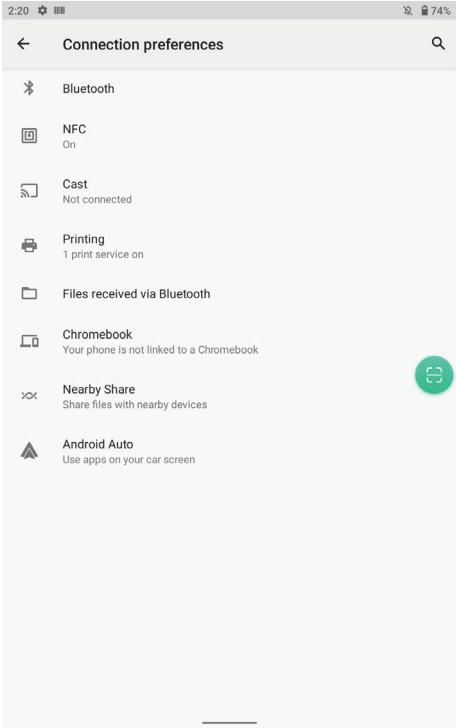 2:20
74%
Connection preferences
Bluetooth
NFC
On
Cast
Not connected
Printing
1 print service on
Files received via Bluetooth
Chromebook
Your phone is not linked to a Chromebook
Nearby Share
Share files with nearby devices
Android Auto
Use apps on your car screen